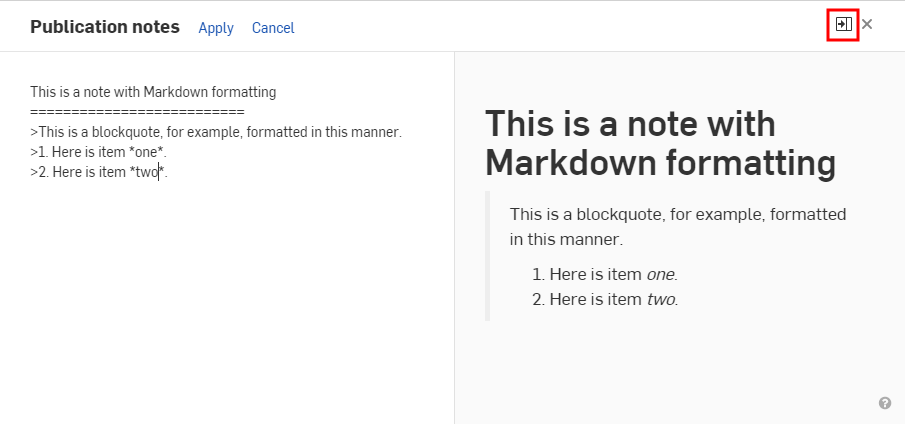 Publication notes Apply Cancel
This is a note with Markdown formatting
==========================
>This is a blockquote, for example, formatted in this manner.
>1. Here is item *one*.
>2. Here is item *two*.
This is a note with
Markdown formatting
This is a blockquote, for example, formatted
in this manner.
1. Here is item one.
2. Here is item two.
?